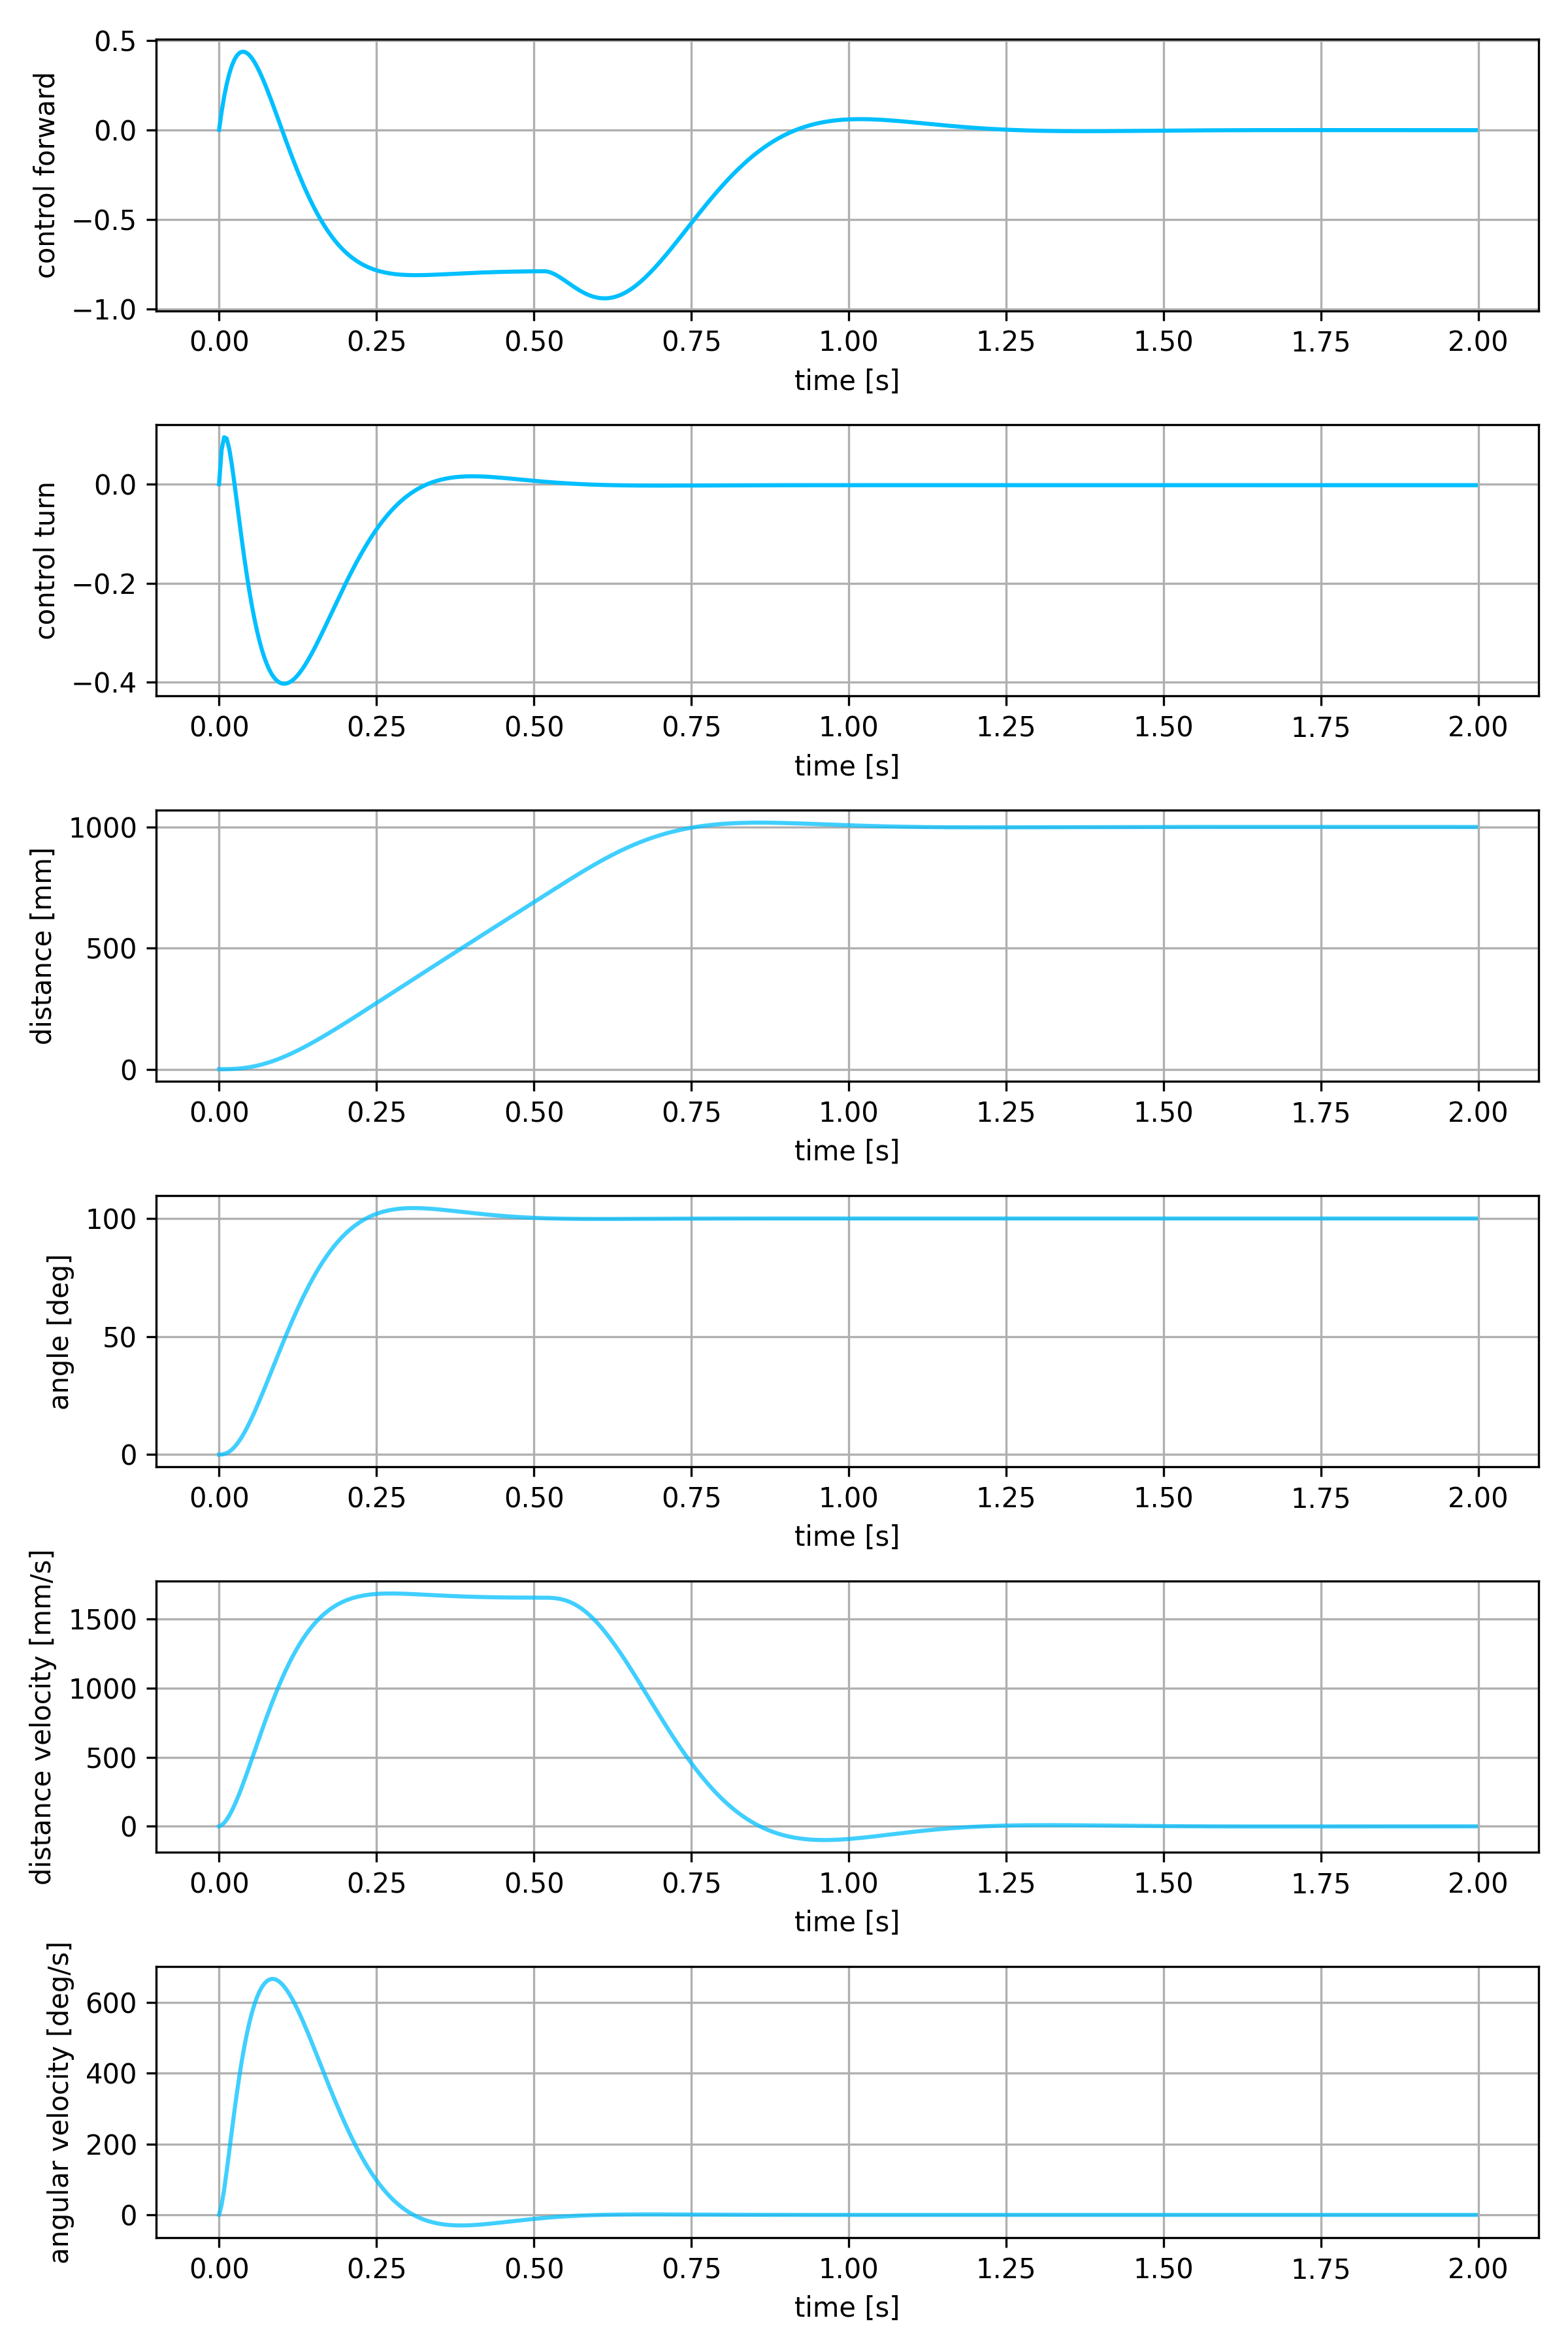 control forward
0.5
0.0
−0.5
−1.0
0.00 0.25 0.50 0.75 1.00 1.25 1.50 1.75 2.00
time [s]
control turn
0.0
−0.2
−0.4
0.00 0.25 0.50 0.75 1.00 1.25 1.50 1.75 2.00
time [s]
distance [mm]
1000
500
0
0.00 0.25 0.50 0.75 1.00 1.25 1.50 1.75 2.00
time [s]
angle [deg]
100
50
0
0.00 0.25 0.50 0.75 1.00 1.25 1.50 1.75 2.00
time [s]
distance velocity [mm/s]
1500
1000
500
0
0.00 0.25 0.50 0.75 1.00 1.25 1.50 1.75 2.00
time [s]
angular velocity [deg/s]
600
400
200
0
0.00 0.25 0.50 0.75 1.00 1.25 1.50 1.75 2.00
time [s]